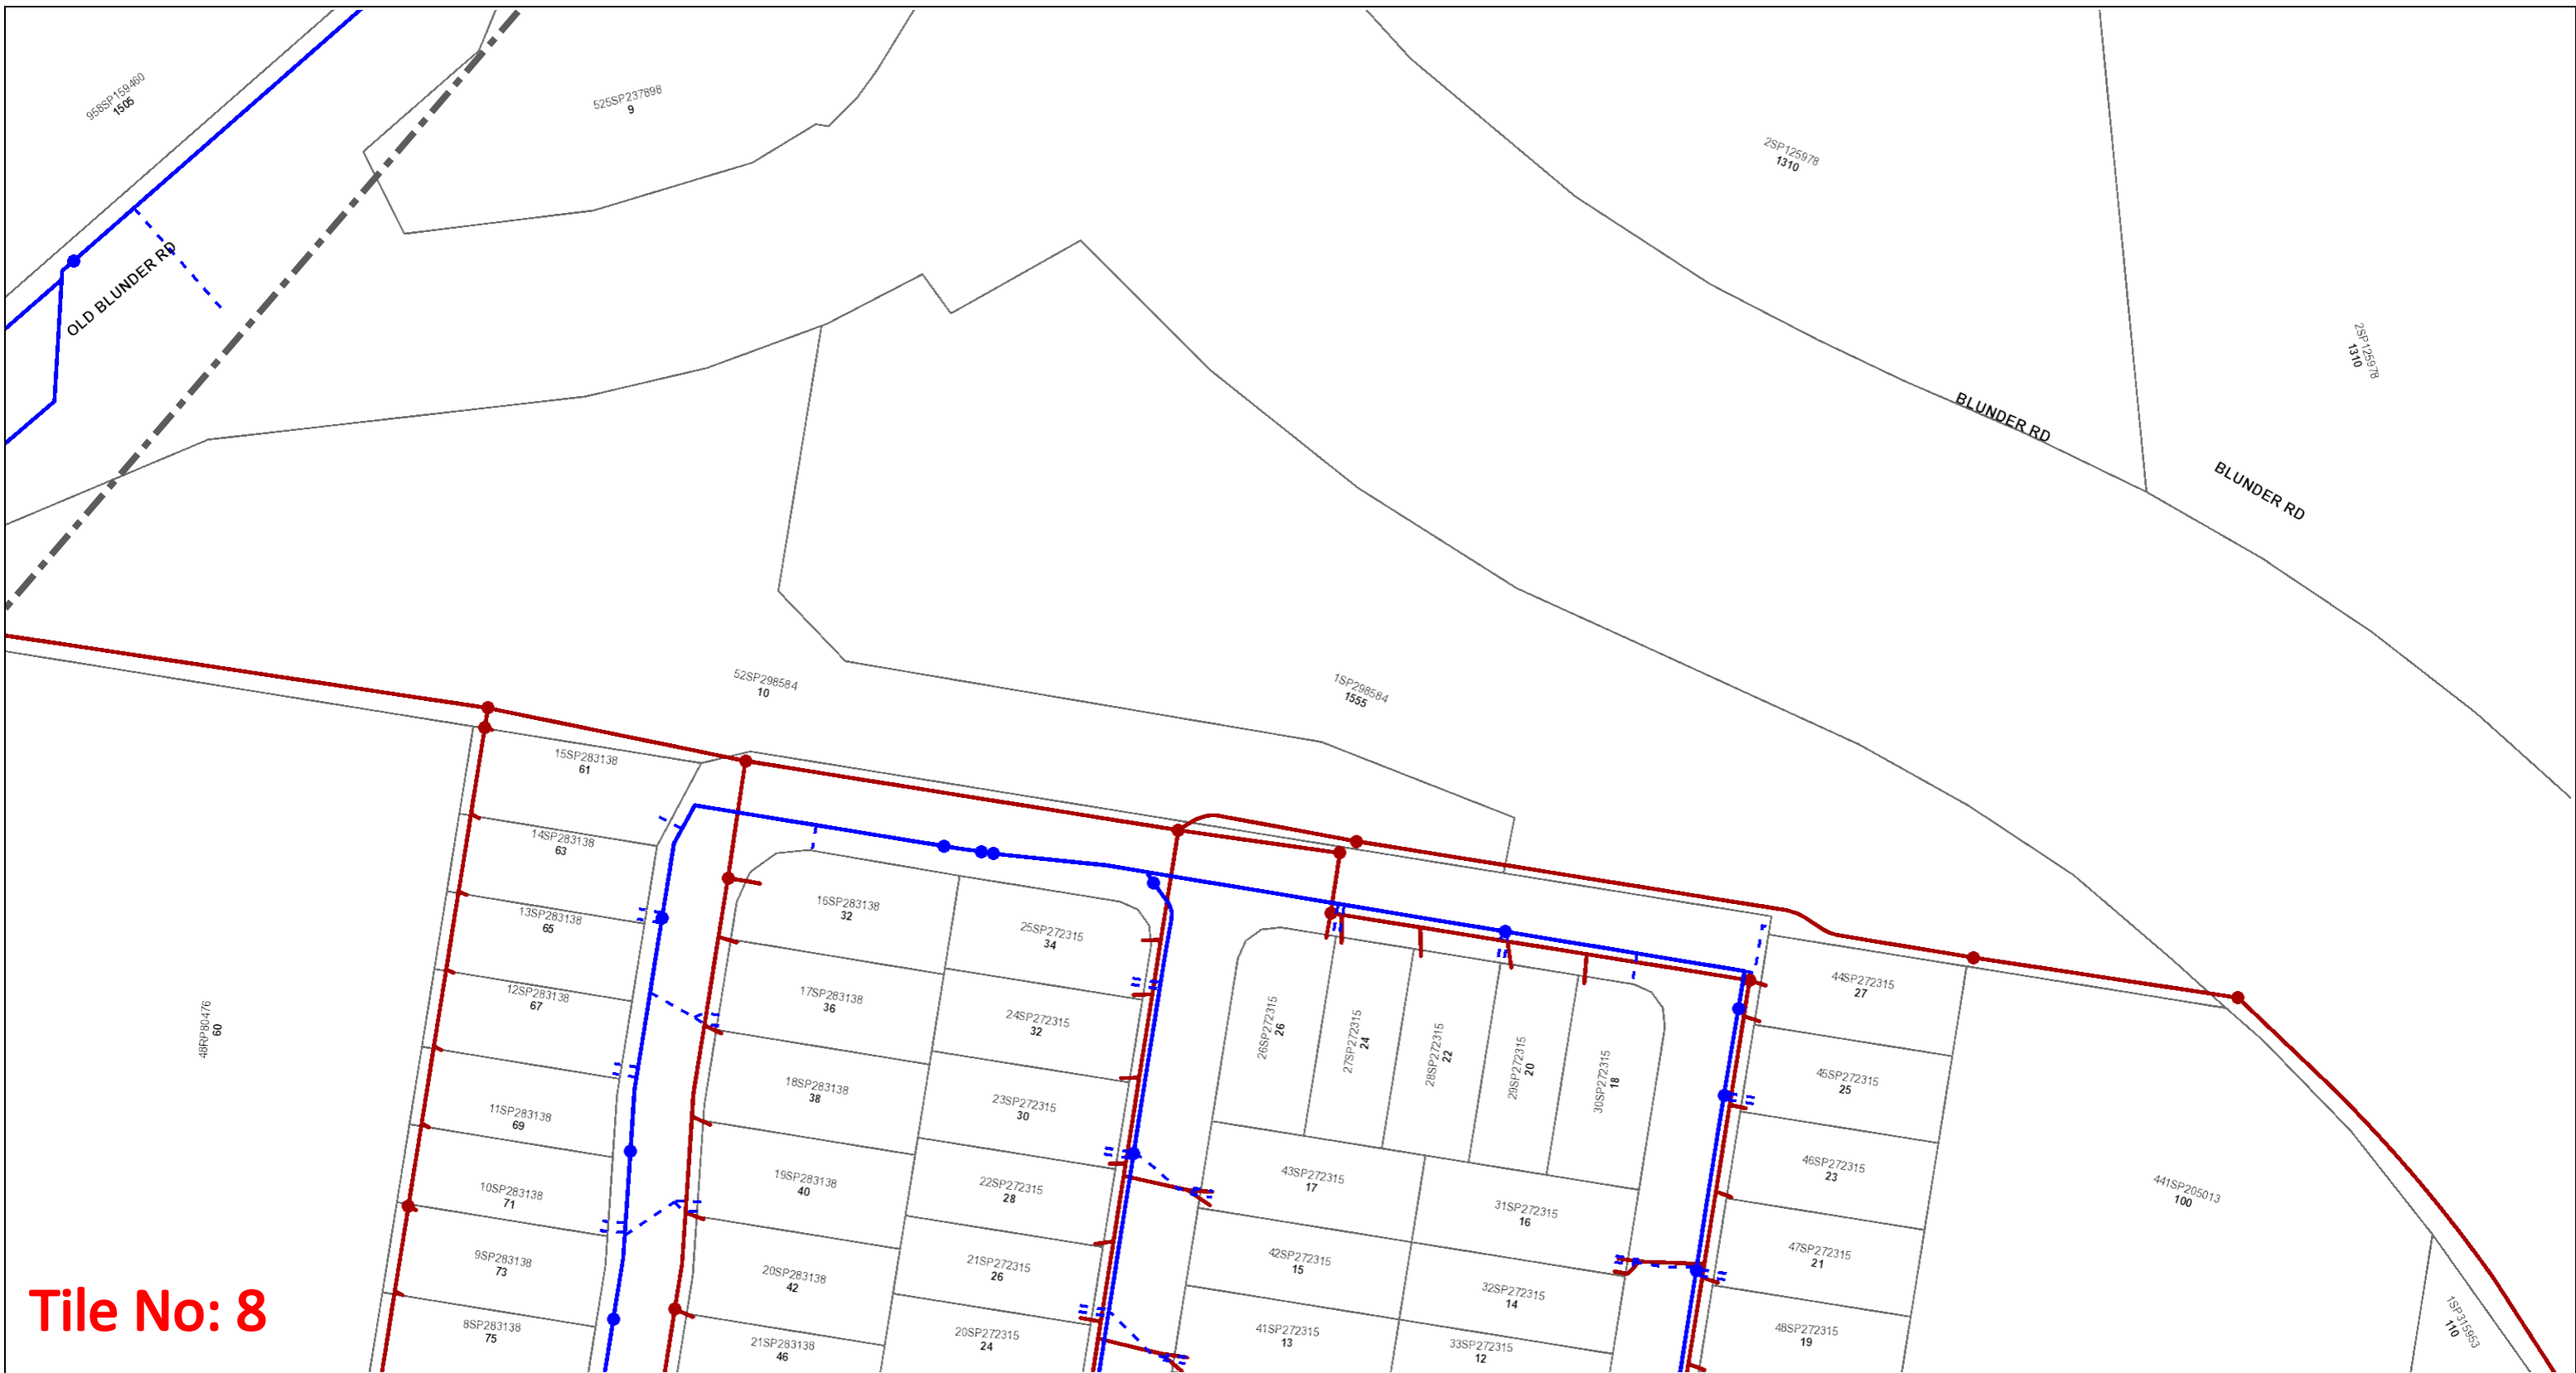 958SP159460
1505
525SP237898
9
2SP125978
1310
OLD BLUNDER RD
2SP125978
1310
BLUNDER RD
BLUNDER RD
52SP298584
10
1SP298584
1555
15SP283138
61
14SP283138
63
13SP283138
65
12SP283138
67
11SP283138
69
10SP283138
71
9SP283138
73
8SP283138
75
48RP80476
60
16SP283138
32
17SP283138
36
18SP283138
38
19SP283138
40
20SP283138
42
21SP283138
46
25SP272315
34
24SP272315
32
23SP272315
30
22SP272315
28
21SP272315
26
20SP272315
24
26SP272315
26
27SP272315
24
28SP272315
22
29SP272315
20
30SP272315
18
43SP272315
17
42SP272315
15
41SP272315
13
31SP272315
16
32SP272315
14
33SP272315
12
44SP272315
27
45SP272315
25
46SP272315
23
47SP272315
21
48SP272315
19
441SP205013
100
1SP315953
110
Tile No: 8